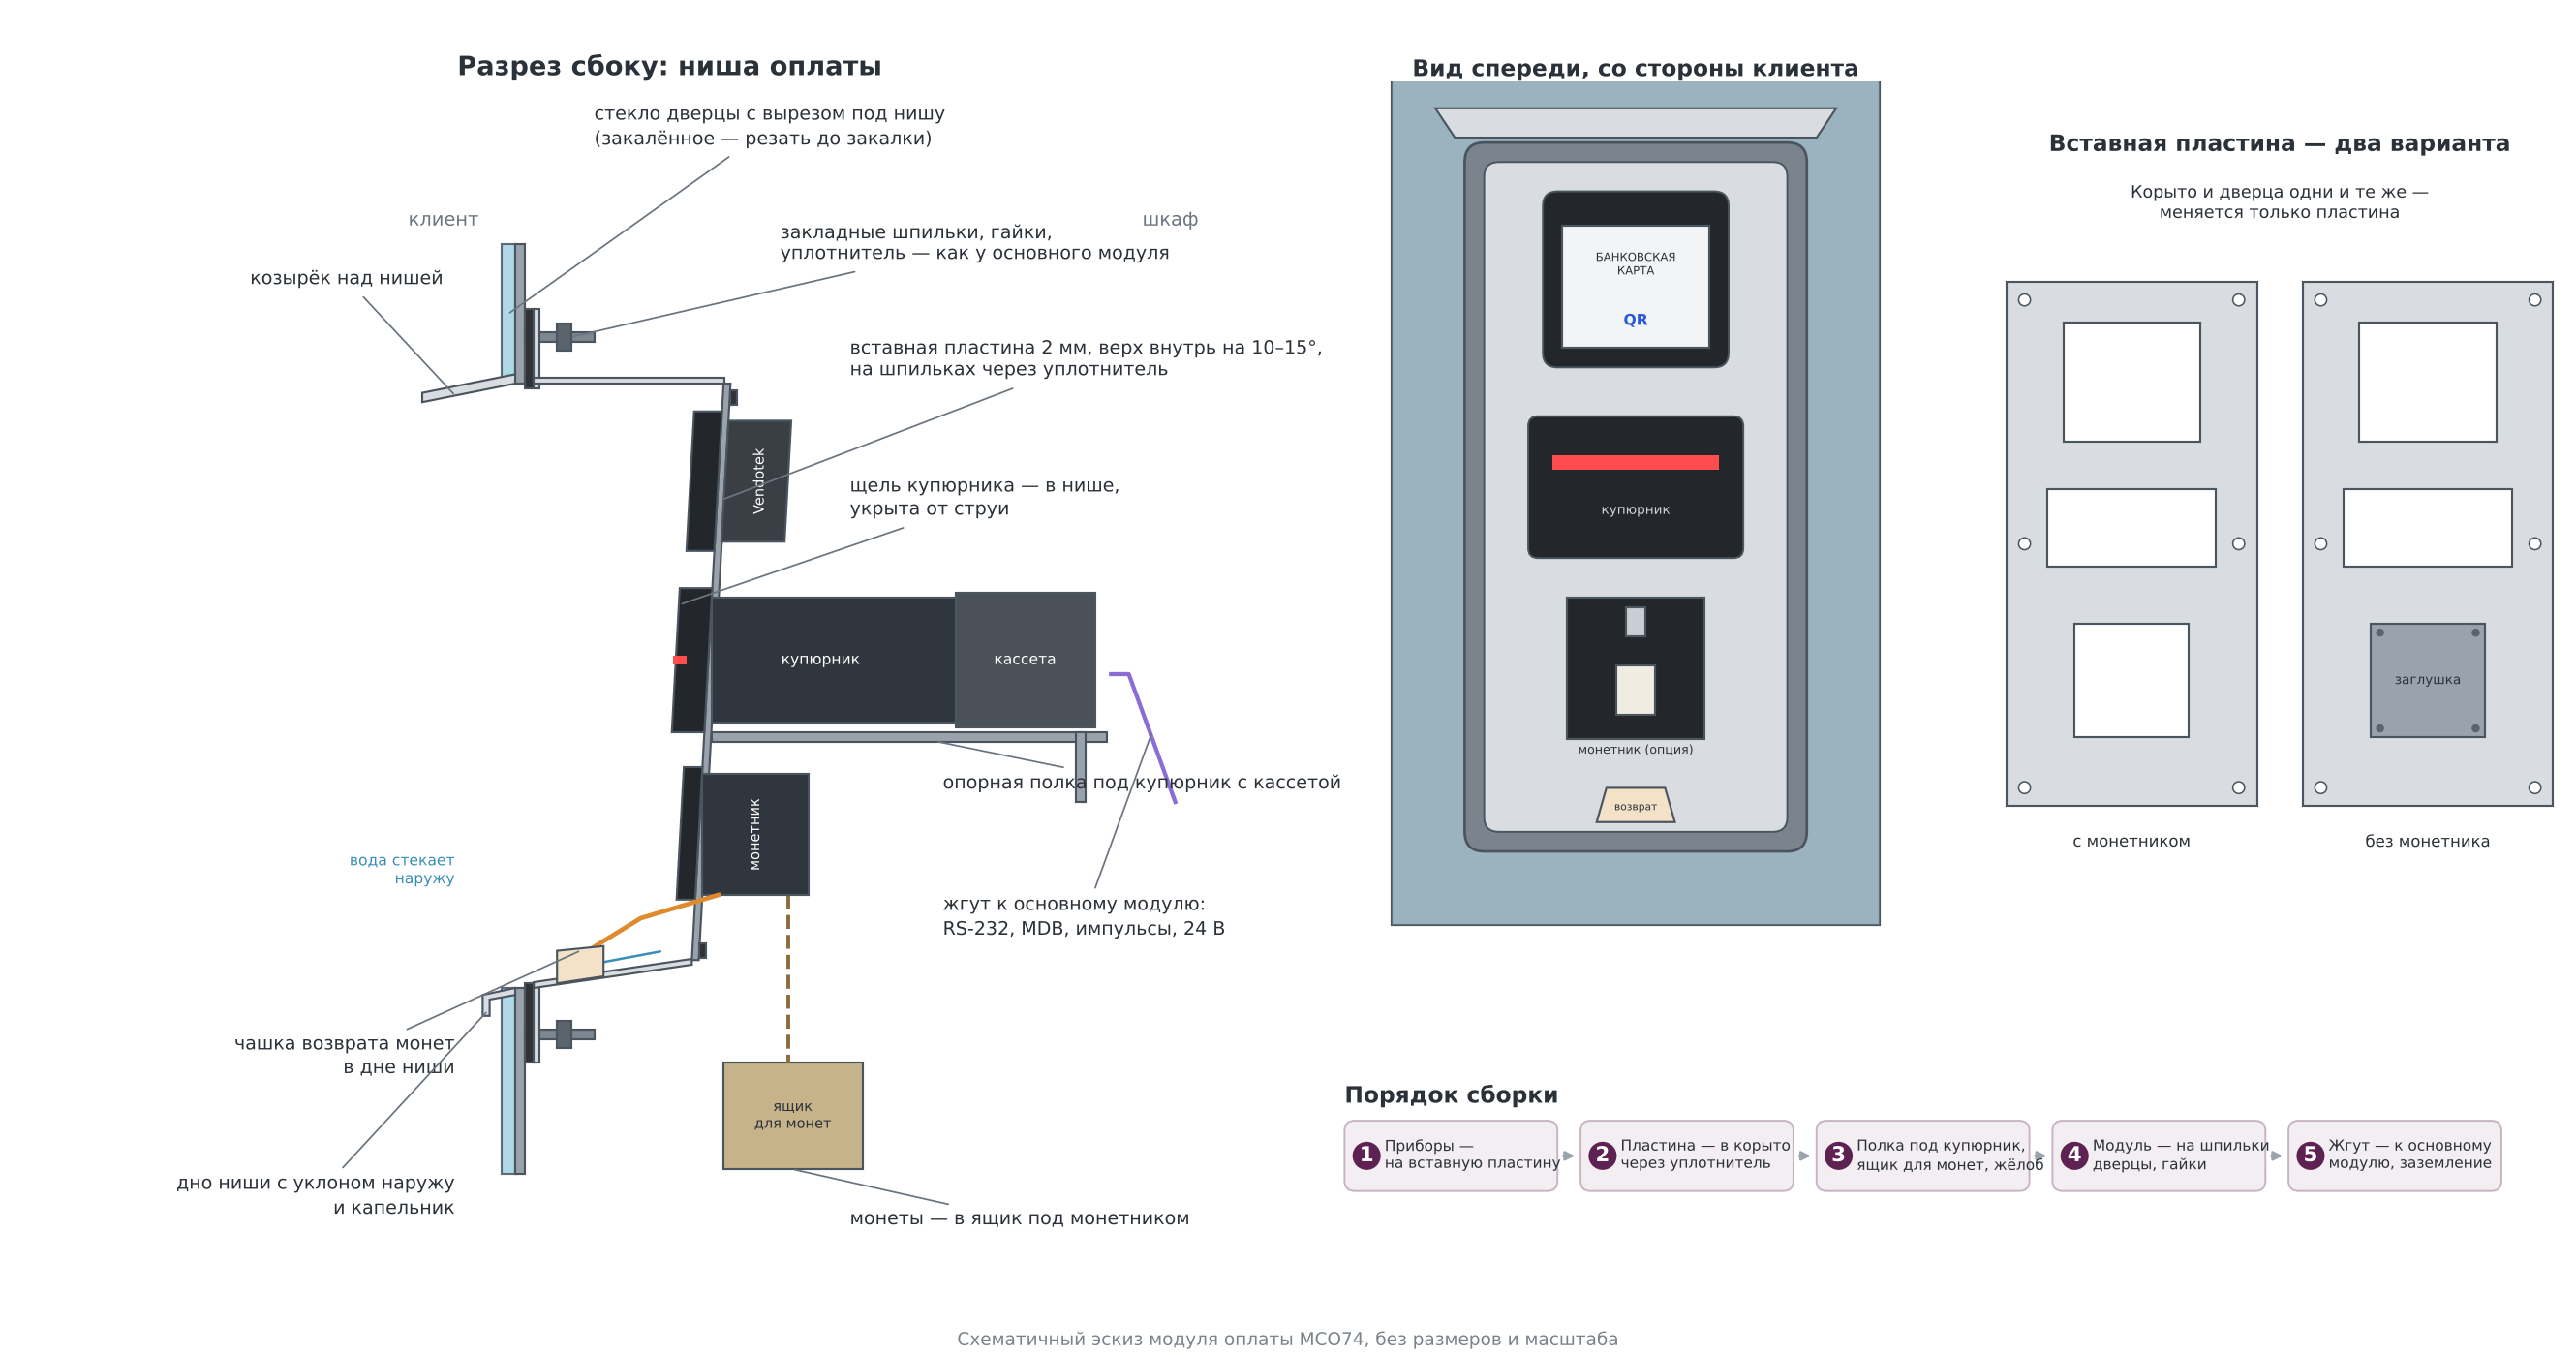 Разрез сбоку: ниша оплаты
стекло дверцы с вырезом под нишу
(закалённое — резать до закалки)
клиент
шкаф
закладные шпильки, гайки,
уплотнитель — как у основного модуля
козырёк над нишей
вставная пластина 2 мм, верх внутрь на 10–15°,
на шпильках через уплотнитель
Vendotek
щель купюрника — в нише,
укрыта от струи
купюрник
кассета
опорная полка под купюрник с кассетой
монетник
вода стекает
наружу
жгут к основному модулю:
RS-232, MDB, импульсы, 24 В
чашка возврата монет
в дне ниши
ящик
для монет
дно ниши с уклоном наружу
и капельник
монеты — в ящик под монетником
Вид спереди, со стороны клиента
БАНКОВСКАЯ
КАРТА
QR
купюрник
монетник (опция)
возврат
Вставная пластина — два варианта
Корыто и дверца одни и те же —
меняется только пластина
заглушка
с монетником
без монетника
Порядок сборки
1 Приборы —
на вставную пластину
2 Пластина — в корыто
через уплотнитель
3 Полка под купюрник,
ящик для монет, жёлоб
4 Модуль — на шпильки
дверцы, гайки
5 Жгут — к основному
модулю, заземление
Схематичный эскиз модуля оплаты МСО74, без размеров и масштаба